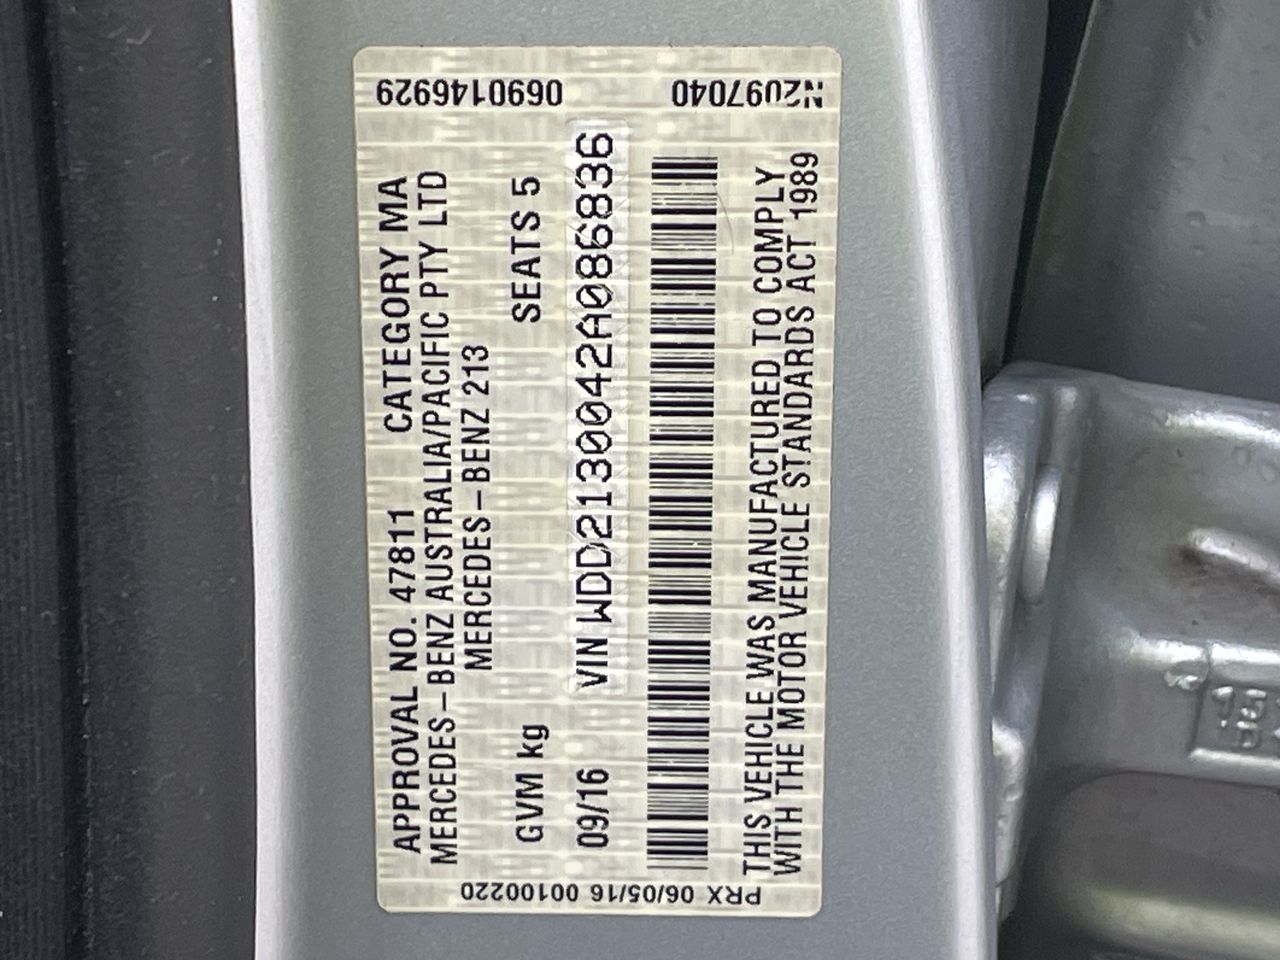 0690146929
N2097040
APPROVAL NO. 47811 CATEGORY MA
MERCEDES-BENZ AUSTRALIA/PACIFIC PTY LTD
MERCEDES-BENZ 213
GVM kg SEATS 5
09/16 VIN WDD2130042A086836
THIS VEHICLE WAS MANUFACTURED TO COMPLY
WITH THE MOTOR VEHICLE STANDARDS ACT 1989
PRX 06/05/16 00100220